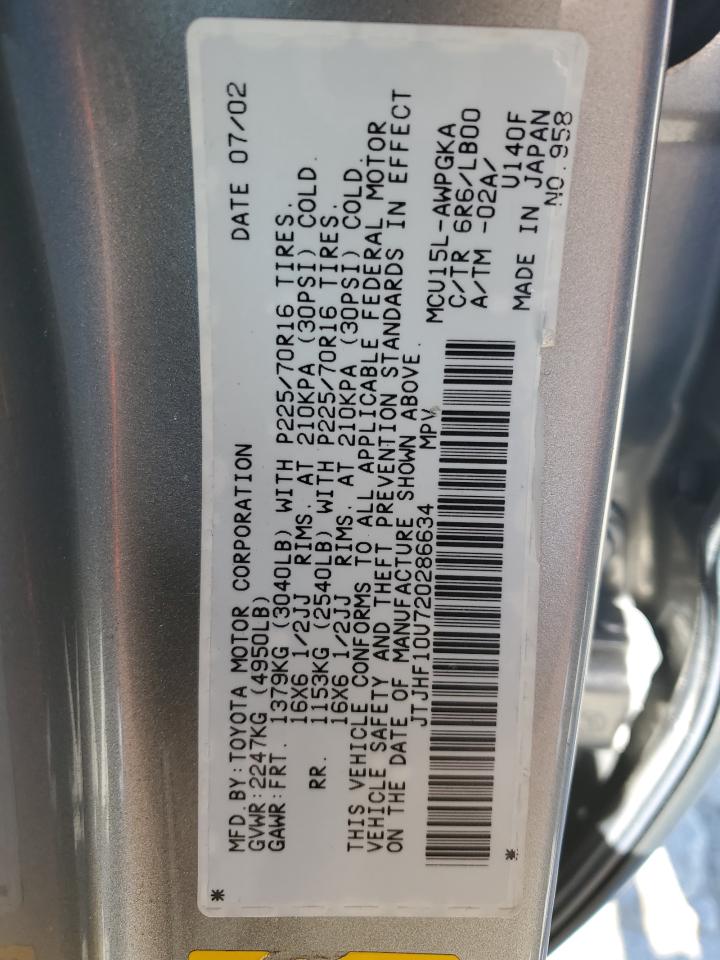 MFD. BY: TOYOTA MOTOR CORPORATION DATE 07/02
GVWR: 2247KG (4950LB)
GAWR: FRT. 1379KG (3040LB) WITH P225/70R16 TIRES.
16X6 1/2JJ RIMS. AT 210KPA (30PSI) COLD.
RR. 1153KG (2540LB) WITH P225/70R16 TIRES.
16X6 1/2JJ RIMS. AT 210KPA (30PSI) COLD.
THIS VEHICLE CONFORMS TO ALL APPLICABLE FEDERAL MOTOR
VEHICLE SAFETY AND THEFT PREVENTION STANDARDS IN EFFECT
ON THE DATE OF MANUFACTURE SHOWN ABOVE.
JTJHF10U720286634 MPV
MCU15L-AWPGKA
C/TR 6R6/LB00
A/TM -02A/
U140F
MADE IN JAPAN
NO. 958
* *